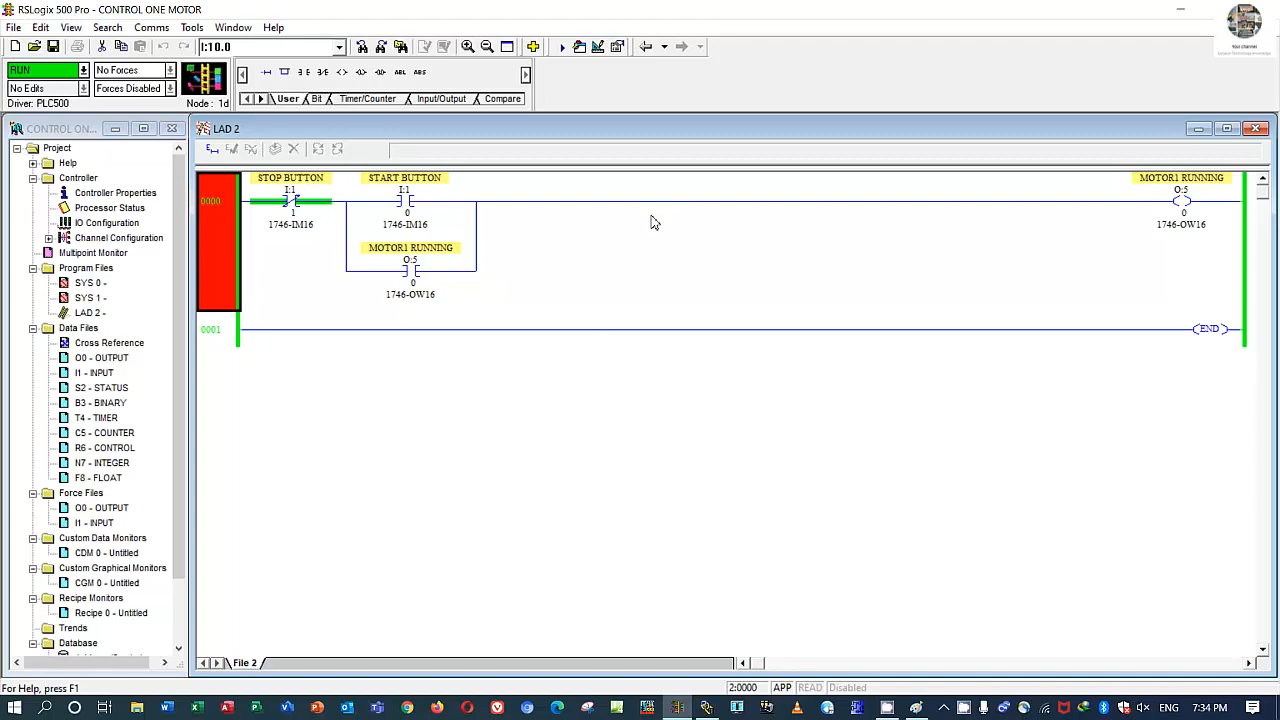 RSLogix 500 Pro - CONTROL ONE MOTOR
File Edit View Search Comms Tools Window Help
I:10.0
RUN No Forces
No Edits Forces Disabled
Driver: PLC500 Node : 1d
ABL ABS
User Bit Timer/Counter Input/Output Compare
Your channel
CONTROL ON...
Project
Help
Controller
Controller Properties
Processor Status
IO Configuration
Channel Configuration
Multipoint Monitor
Program Files
SYS 0 -
SYS 1 -
LAD 2 -
Data Files
Cross Reference
O0 - OUTPUT
I1 - INPUT
S2 - STATUS
B3 - BINARY
T4 - TIMER
C5 - COUNTER
R6 - CONTROL
N7 - INTEGER
F8 - FLOAT
Force Files
O0 - OUTPUT
I1 - INPUT
Custom Data Monitors
CDM 0 - Untitled
Custom Graphical Monitors
CGM 0 - Untitled
Recipe Monitors
Recipe 0 - Untitled
Trends
Database
LAD 2
STOP BUTTON START BUTTON MOTOR1 RUNNING
I:1 I:1 O:5
0000
1 0 0
1746-IM16 1746-IM16 1746-OW16
MOTOR1 RUNNING
O:5
0
1746-OW16
0001 END
File 2
For Help, press F1 2:0000 APP READ Disabled
7:34 PM